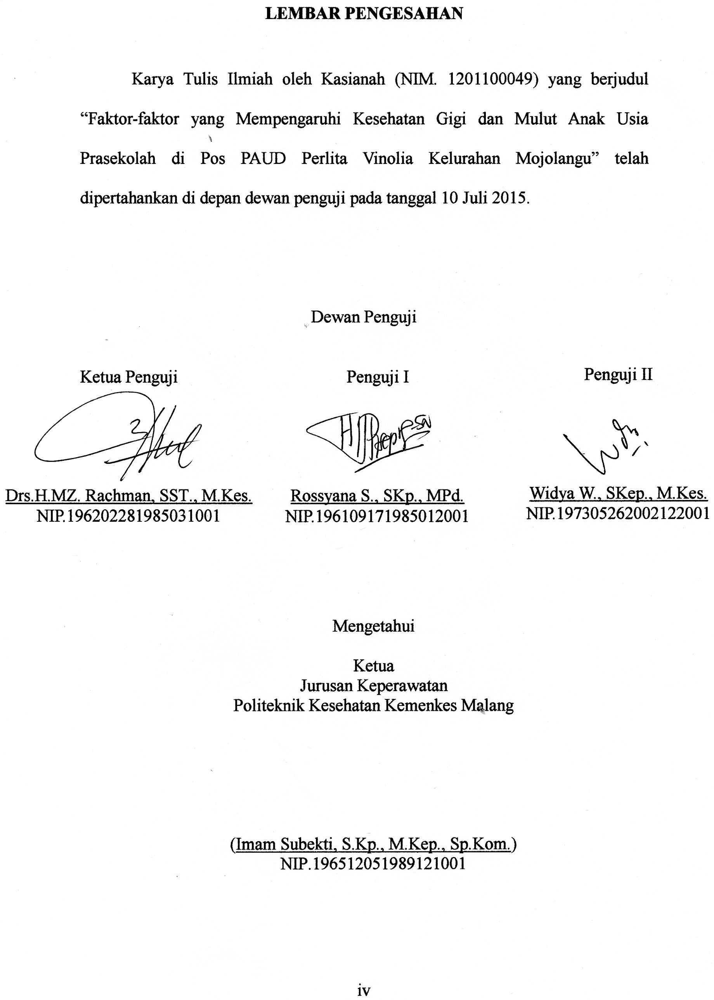 LEMBAR PENGESAHAN
Karya Tulis Ilmiah oleh Kasianah (NIM. 1201100049) yang berjudul
“Faktor-faktor yang Mempengaruhi Kesehatan Gigi dan Mulut Anak Usia
Prasekolah di Pos PAUD Perlita Vinolia Kelurahan Mojolangu” telah
dipertahankan di depan dewan penguji pada tanggal 10 Juli 2015.
Dewan Penguji
Ketua Penguji
Penguji I
Penguji II
Drs.H.MZ. Rachman, SST., M.Kes.
NIP.196202281985031001
Rossyana S., SKp., MPd.
NIP.196109171985012001
Widya W., SKep., M.Kes.
NIP.197305262002122001
Mengetahui
Ketua
Jurusan Keperawatan
Politeknik Kesehatan Kemenkes Malang
(Imam Subekti, S.Kp., M.Kep., Sp.Kom.)
NIP.196512051989121001
iv